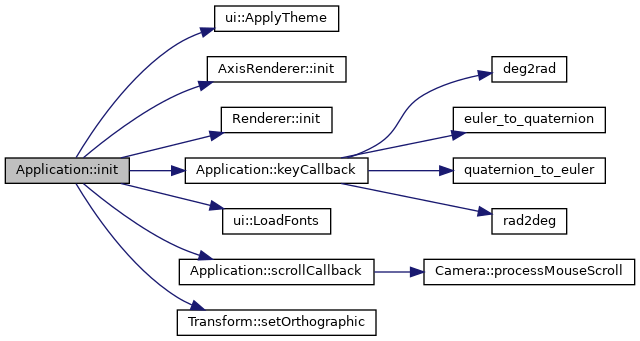 Application::init
ui::ApplyTheme
AxisRenderer::init
Renderer::init
Application::keyCallback
ui::LoadFonts
Application::scrollCallback
Transform::setOrthographic
deg2rad
euler_to_quaternion
quaternion_to_euler
rad2deg
Camera::processMouseScroll